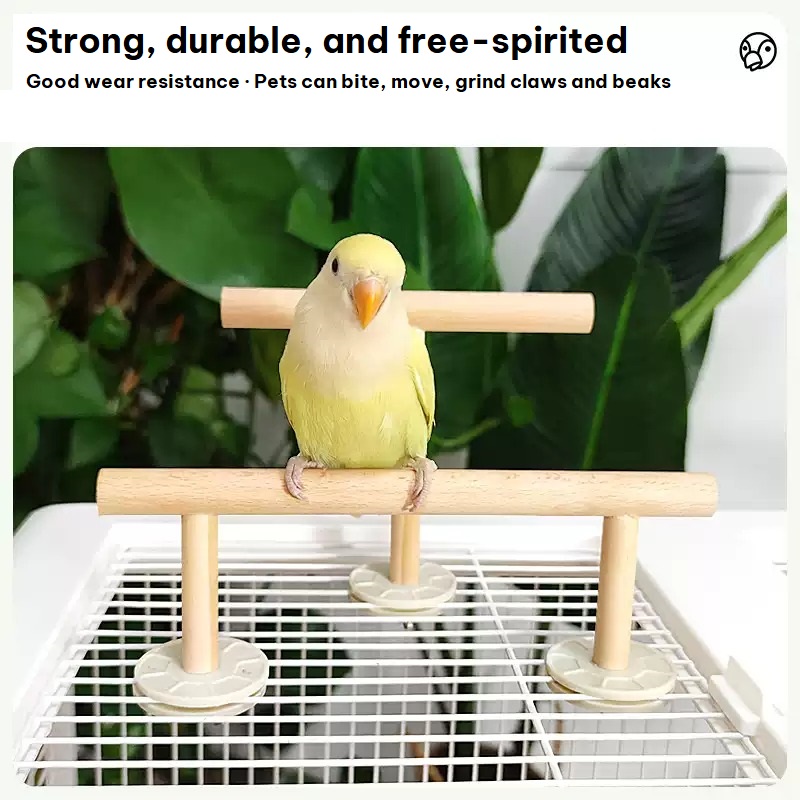 Strong, durable, and free-spirited
Good wear resistance · Pets can bite, move, grind claws and beaks